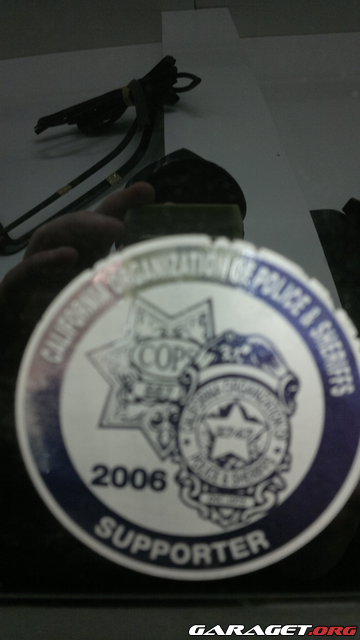 CALIFORNIA ORGANIZATION OF POLICE & SHERIFFS
COPS
2006
SUPPORTER
GARAGET.ORG